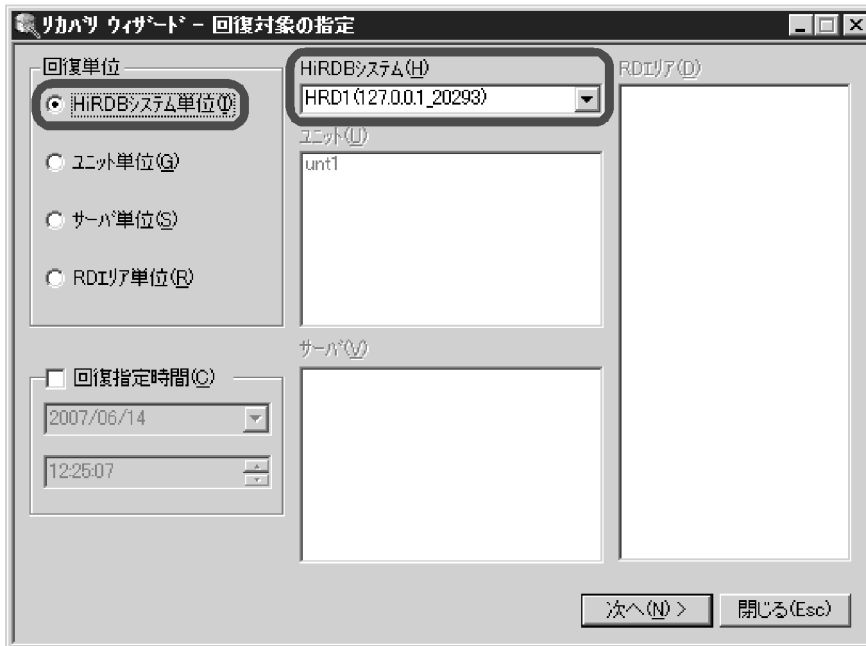 リカバリ ウィザード - 回復対象の指定
回復単位
HiRDBシステム単位(I)
ユニット単位(G)
サーバ単位(S)
RDエリア単位(R)
回復指定時間(C)
2007/06/14
12:25:07
HiRDBシステム(H)
HRD1(127.0.0.1_20293)
ユニット(U)
unt1
サーバ(V)
RDエリア(D)
次へ(N) >
閉じる(Esc)